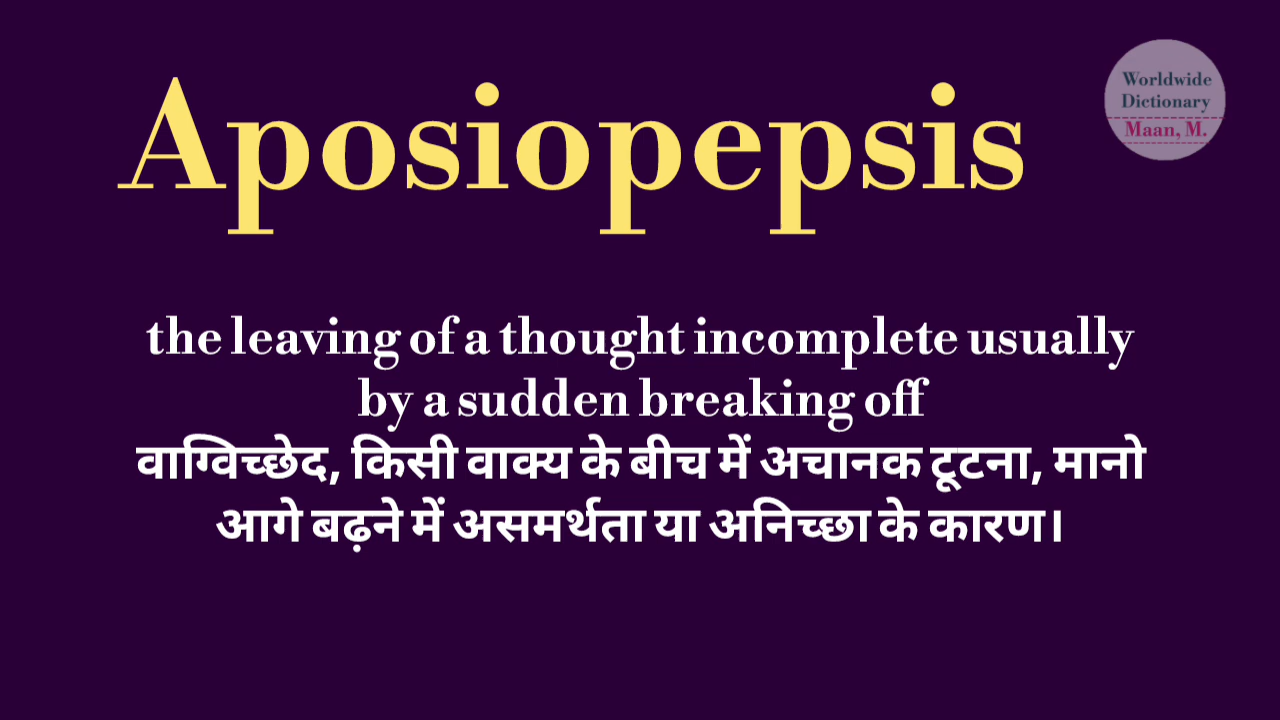 Aposiopepsis
Worldwide
Dictionary
Maan, M.
the leaving of a thought incomplete usually
by a sudden breaking off
वाग्विच्छेद, किसी वाक्य के बीच में अचानक टूटना, मानो
आगे बढ़ने में असमर्थता या अनिच्छा के कारण।